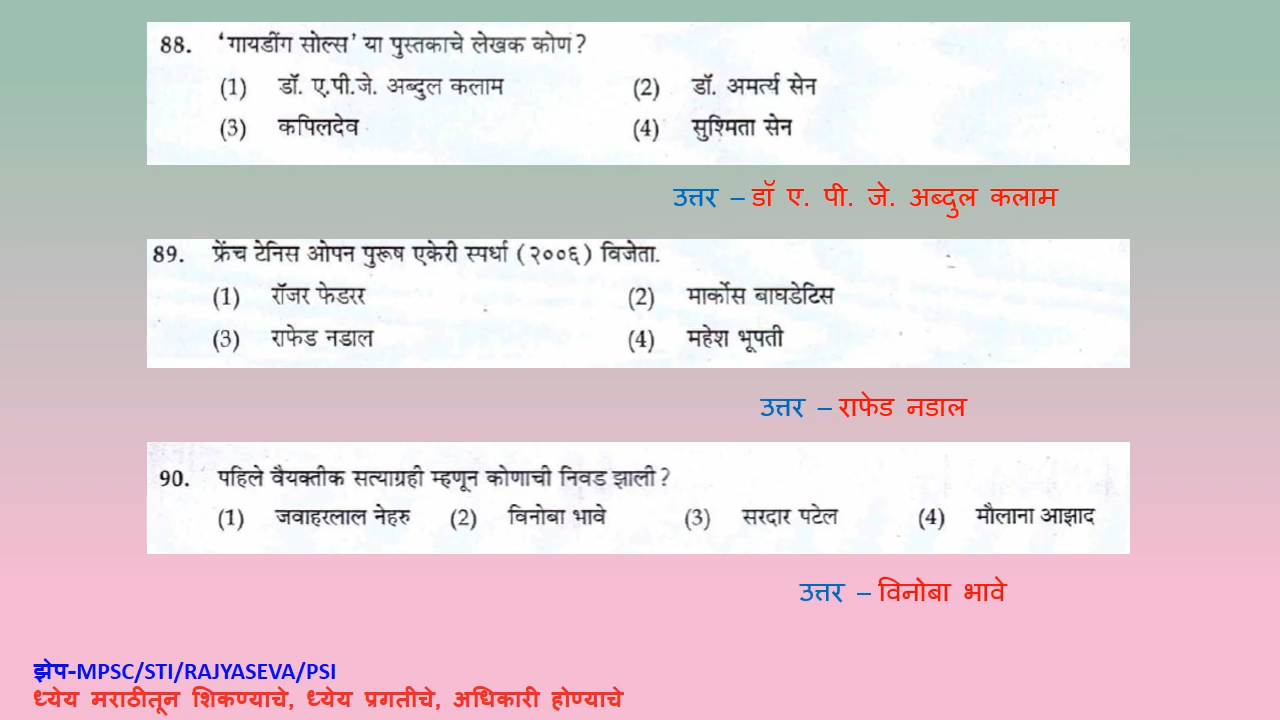 88. 'गायडींग सोल्स' या पुस्तकाचे लेखक कोण?
(1) डॉ. ए.पी.जे. अब्दुल कलाम (2) डॉ. अमर्त्य सेन
(3) कपिलदेव (4) सुश्मिता सेन
उत्तर – डॉ ए. पी. जे. अब्दुल कलाम
89. फ्रेंच टेनिस ओपन पुरूष एकेरी स्पर्धा (२००६) विजेता.
(1) रॉजर फेडरर (2) मार्कोस बाघडेटिस
(3) राफेड नडाल (4) महेश भूपती
उत्तर – राफेड नडाल
90. पहिले वैयक्तीक सत्याग्रही म्हणून कोणाची निवड झाली?
(1) जवाहरलाल नेहरु (2) विनोबा भावे (3) सरदार पटेल (4) मौलाना आझाद
उत्तर – विनोबा भावे
झेप-MPSC/STI/RAJYASEVA/PSI
ध्येय मराठीतून शिकण्याचे, ध्येय प्रगतीचे, अधिकारी होण्याचे